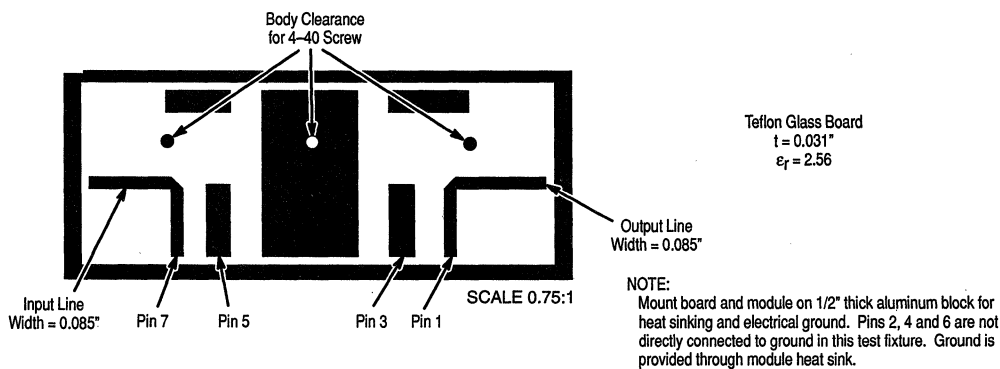 Body Clearance
for 4–40 Screw
Teflon Glass Board
t = 0.031"
εr = 2.56
Output Line
Width = 0.085"
Input Line
Width = 0.085"
Pin 7
Pin 5
Pin 3
Pin 1
SCALE 0.75:1
NOTE:
Mount board and module on 1/2" thick aluminum block for
heat sinking and electrical ground. Pins 2, 4 and 6 are not
directly connected to ground in this test fixture. Ground is
provided through module heat sink.